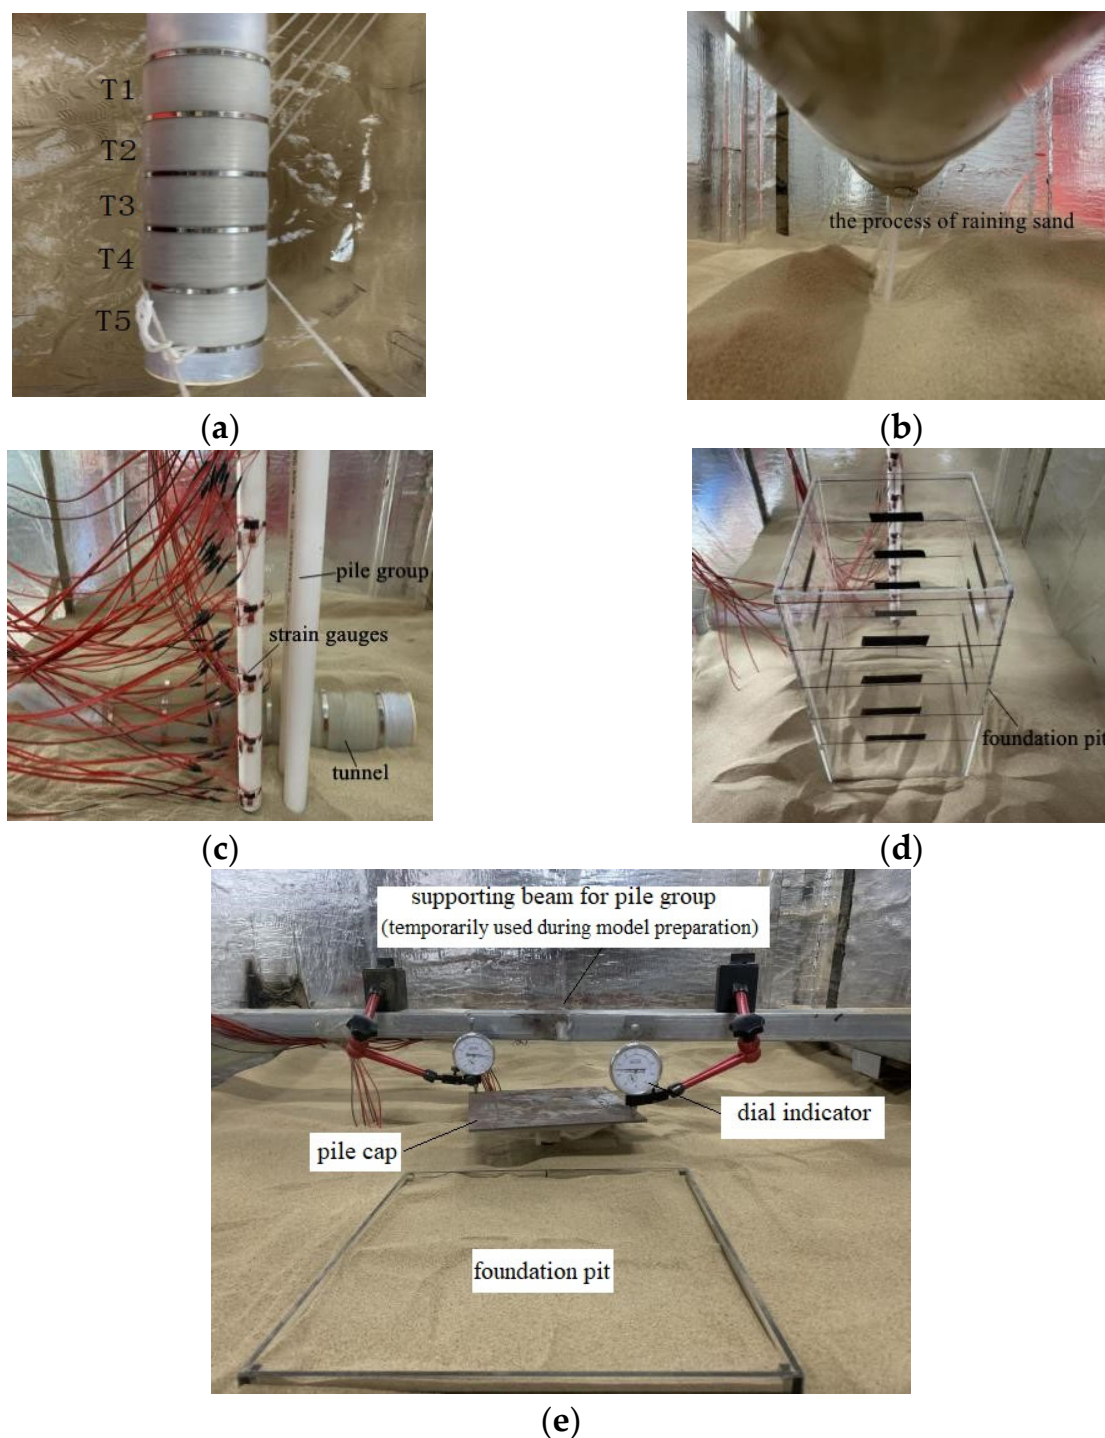 T1
T2
T3
T4
T5
(a)
the process of raining sand
(b)
pile group
strain gauges
tunnel
(c)
foundation pit
(d)
supporting beam for pile group
(temporarily used during model preparation)
dial indicator
pile cap
foundation pit
(e)